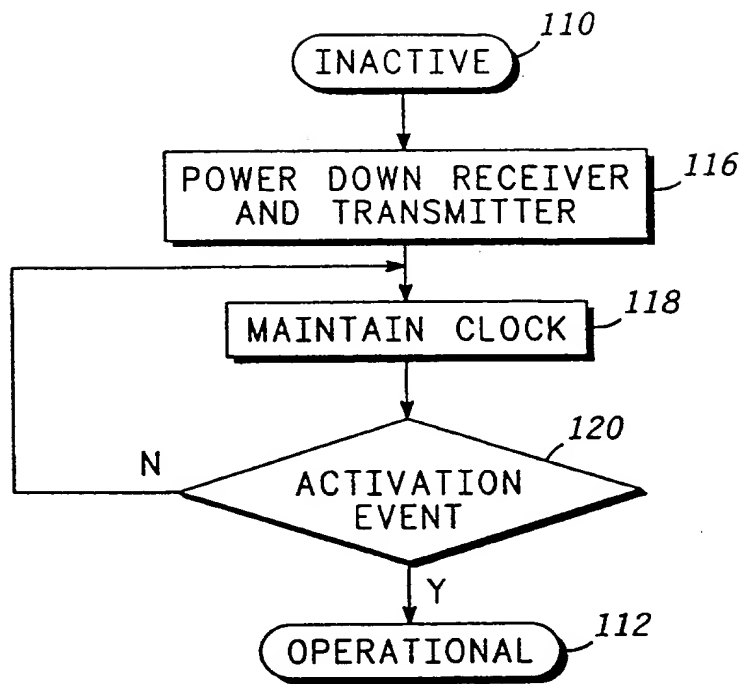 110
INACTIVE
POWER DOWN RECEIVER
AND TRANSMITTER
116
118
MAINTAIN CLOCK
120
N
ACTIVATION
EVENT
Y
OPERATIONAL
112